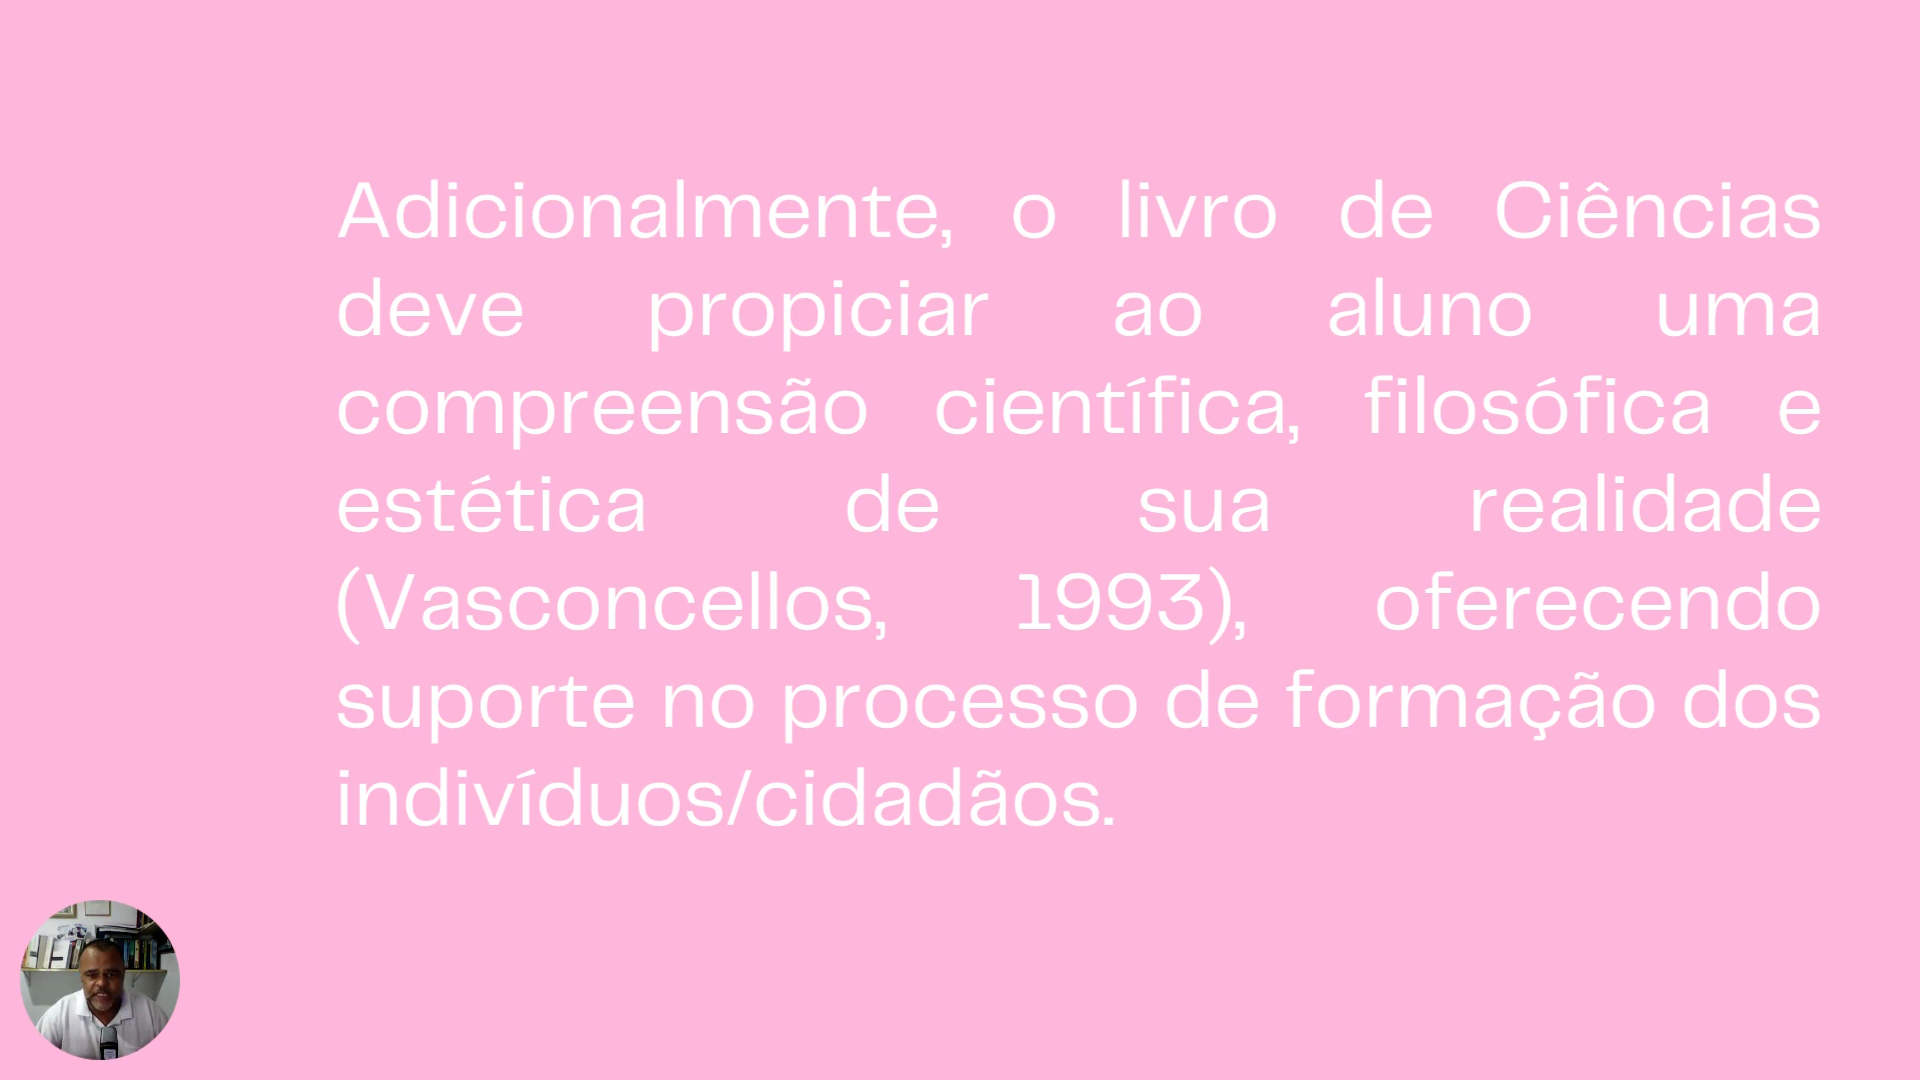 Adicionalmente, o livro de Ciências
deve propiciar ao aluno uma
compreensão científica, filosófica e
estética de sua realidade
(Vasconcellos, 1993), oferecendo
suporte no processo de formação dos
indivíduos/cidadãos.